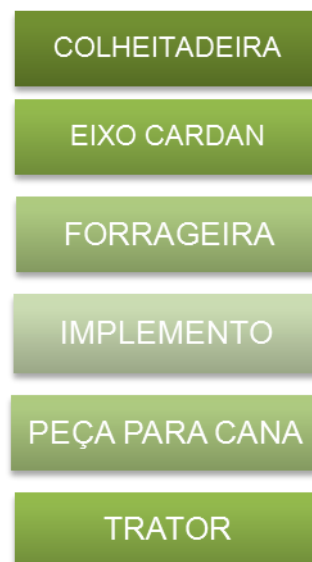 COLHEITADEIRA
EIXO CARDAN
FORRAGEIRA
IMPLEMENTO
PEÇA PARA CANA
TRATOR